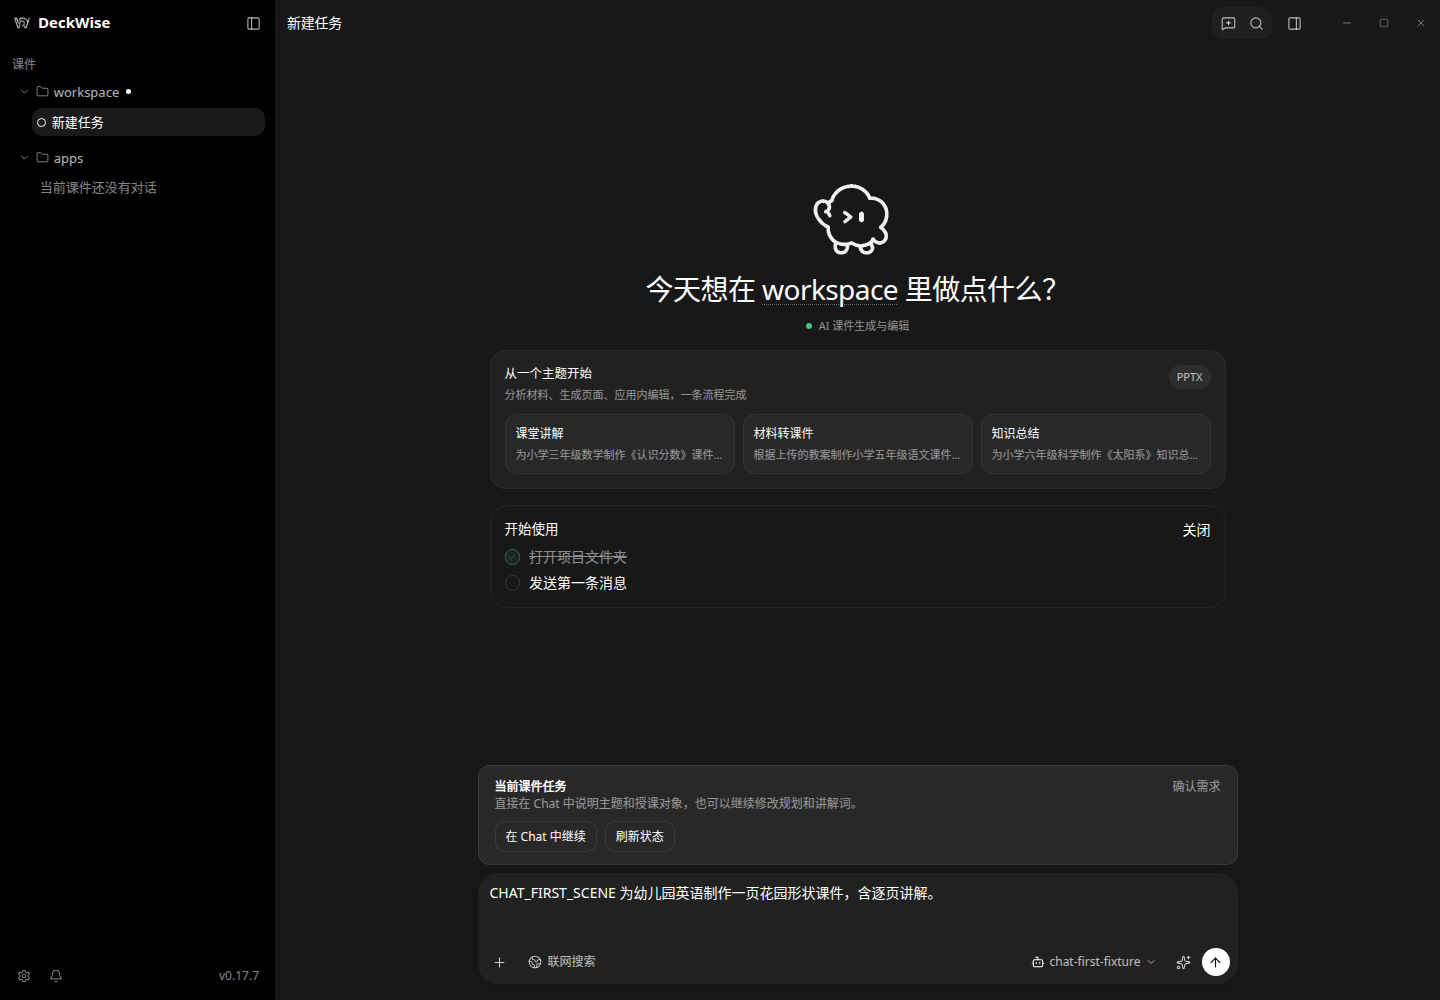 DeckWise
新建任务
课件
workspace
新建任务
apps
当前课件还没有对话
今天想在 workspace 里做点什么？
AI 课件生成与编辑
从一个主题开始
PPTX
分析材料、生成页面、应用内编辑，一条流程完成
课堂讲解
为小学三年级数学制作《认识分数》课件...
材料转课件
根据上传的教案制作小学五年级语文课件...
知识总结
为小学六年级科学制作《太阳系》知识总...
开始使用
关闭
打开项目文件夹
发送第一条消息
当前课件任务
确认需求
直接在 Chat 中说明主题和授课对象，也可以继续修改规划和讲解词。
在 Chat 中继续
刷新状态
CHAT_FIRST_SCENE 为幼儿园英语制作一页花园形状课件，含逐页讲解。
联网搜索
chat-first-fixture
v0.17.7